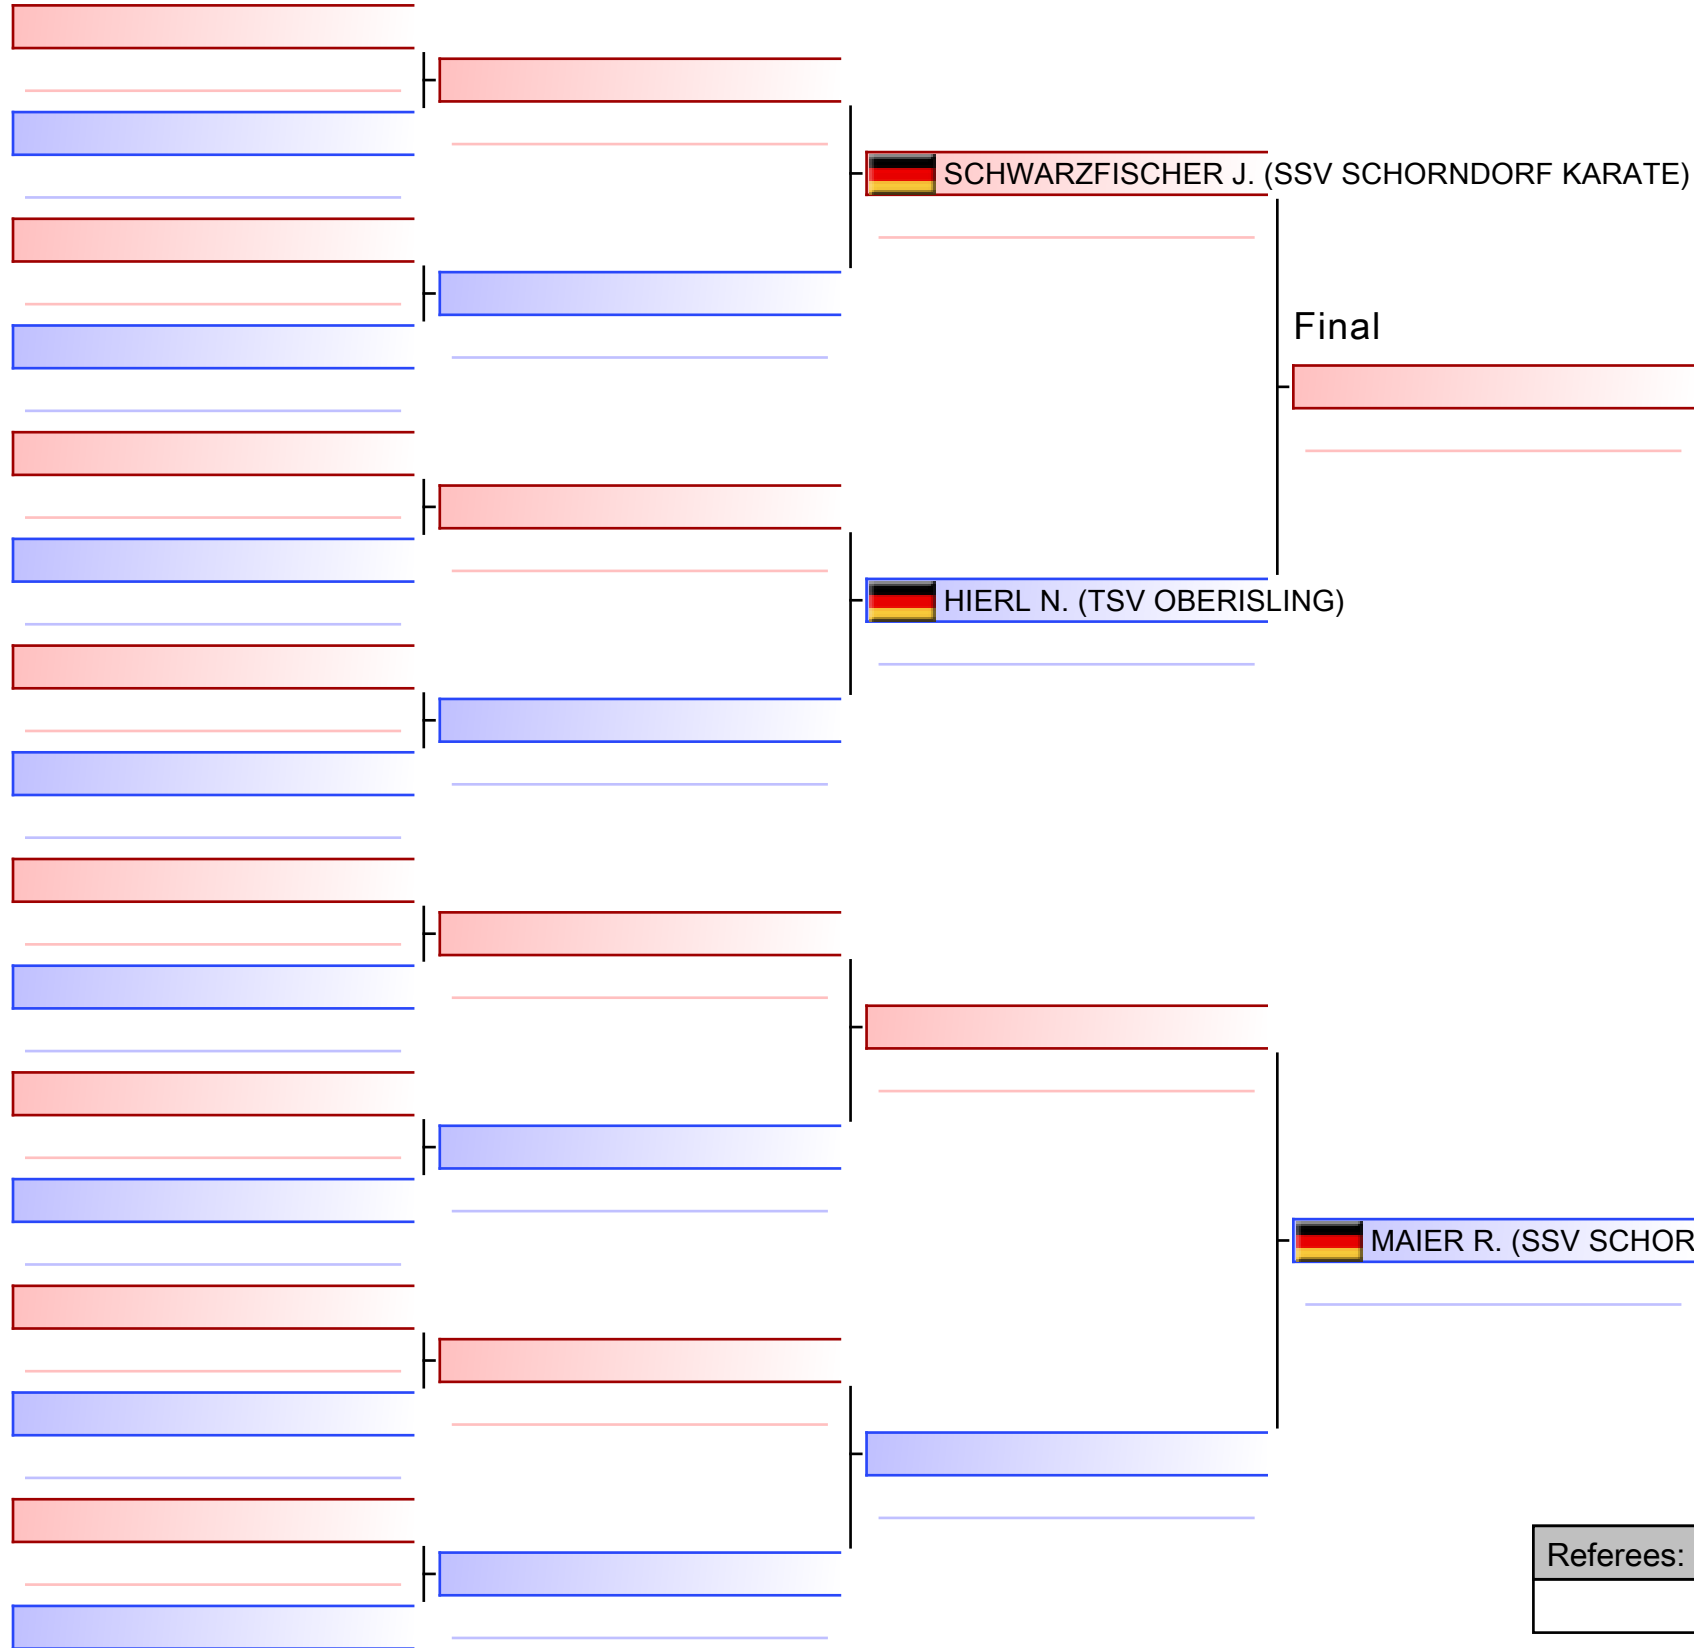 SCHWARZFISCHER J. (SSV SCHORNDORF KARATE)
Final
HIERL N. (TSV OBERISLING)
MAIER R. (SSV SCHOR
Referees: